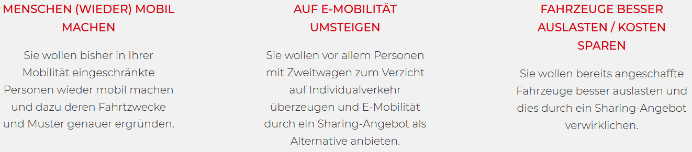 MENSCHEN (WIEDER) MOBIL
MACHEN
Sie wollen bisher in Ihrer
Mobilität eingeschränkte
Personen wieder mobil machen
und dazu deren Fahrtzwecke
und Muster genauer ergründen.
AUF E-MOBILITÄT
UMSTEIGEN
Sie wollen vor allem Personen
mit Zweitwagen zum Verzicht
auf Individualverkehr
überzeugen und E-Mobilität
durch ein Sharing-Angebot als
Alternative anbieten.
FAHRZEUGE BESSER
AUSLASTEN / KOSTEN
SPAREN
Sie wollen bereits angeschaffte
Fahrzeuge besser auslasten und
dies durch ein Sharing-Angebot
verwirklichen.